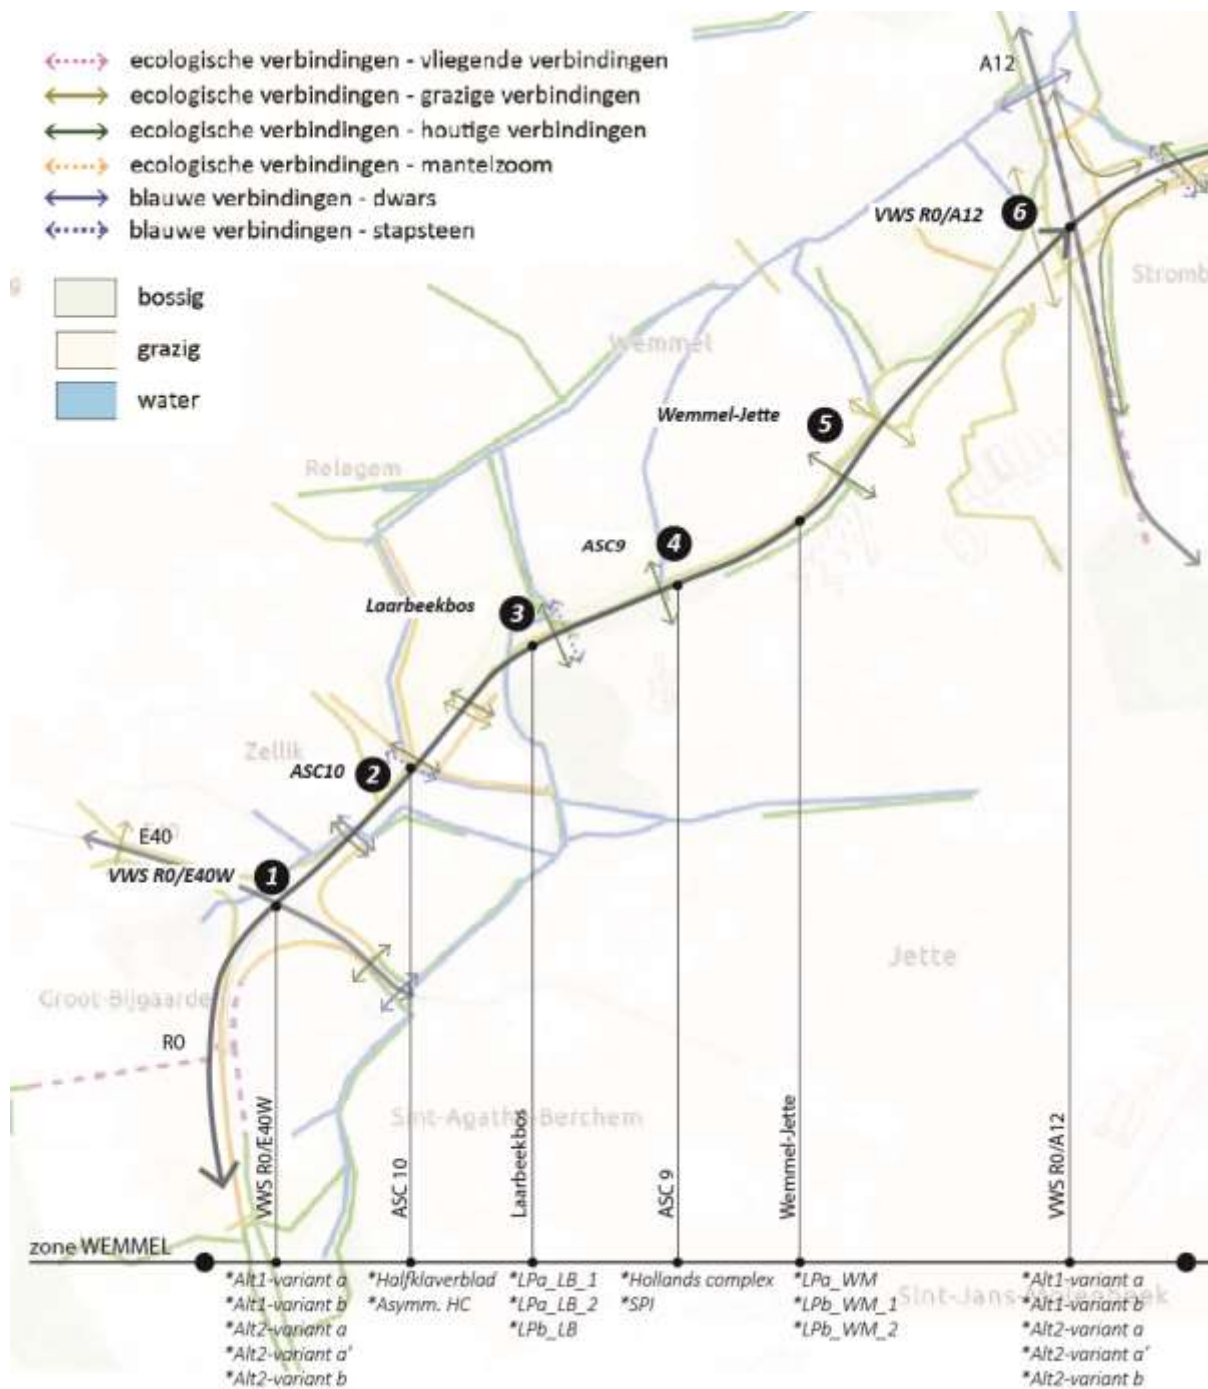 ecologische verbindingen - vliegende verbindingen
ecologische verbindingen - grazige verbindingen
ecologische verbindingen - houtige verbindingen
ecologische verbindingen - mantelzoom
blauwe verbindingen - dwars
blauwe verbindingen - stapsteen
bossig
grazig
water
A12
VWS R0/A12
6
Stromb
Wemmel
Wemmel-Jette
5
Relegem
ASC9
4
Laarbeekbos
3
Zellik
ASC10
2
E40
VWS R0/E40W
1
Jette
Groot-Bijgaarde
R0
Sint-Agatha-Berchem
VWS R0/E40W
ASC 10
Laarbeekbos
ASC 9
Wemmel-Jette
VWS R0/A12
zone WEMMEL
*Alt1-variant a
*Alt1-variant b
*Alt2-variant a
*Alt2-variant a'
*Alt2-variant b
*Halfklaverblad
*Asymm. HC
*LPa_LB_1
*LPa_LB_2
*LPb_LB
*Hollands complex
*SPI
*LPa_WM
*LPb_WM_1
*LPb_WM_2
Sint-Jans-Molenbeek
*Alt1-variant a
*Alt1-variant b
*Alt2-variant a
*Alt2-variant a'
*Alt2-variant b